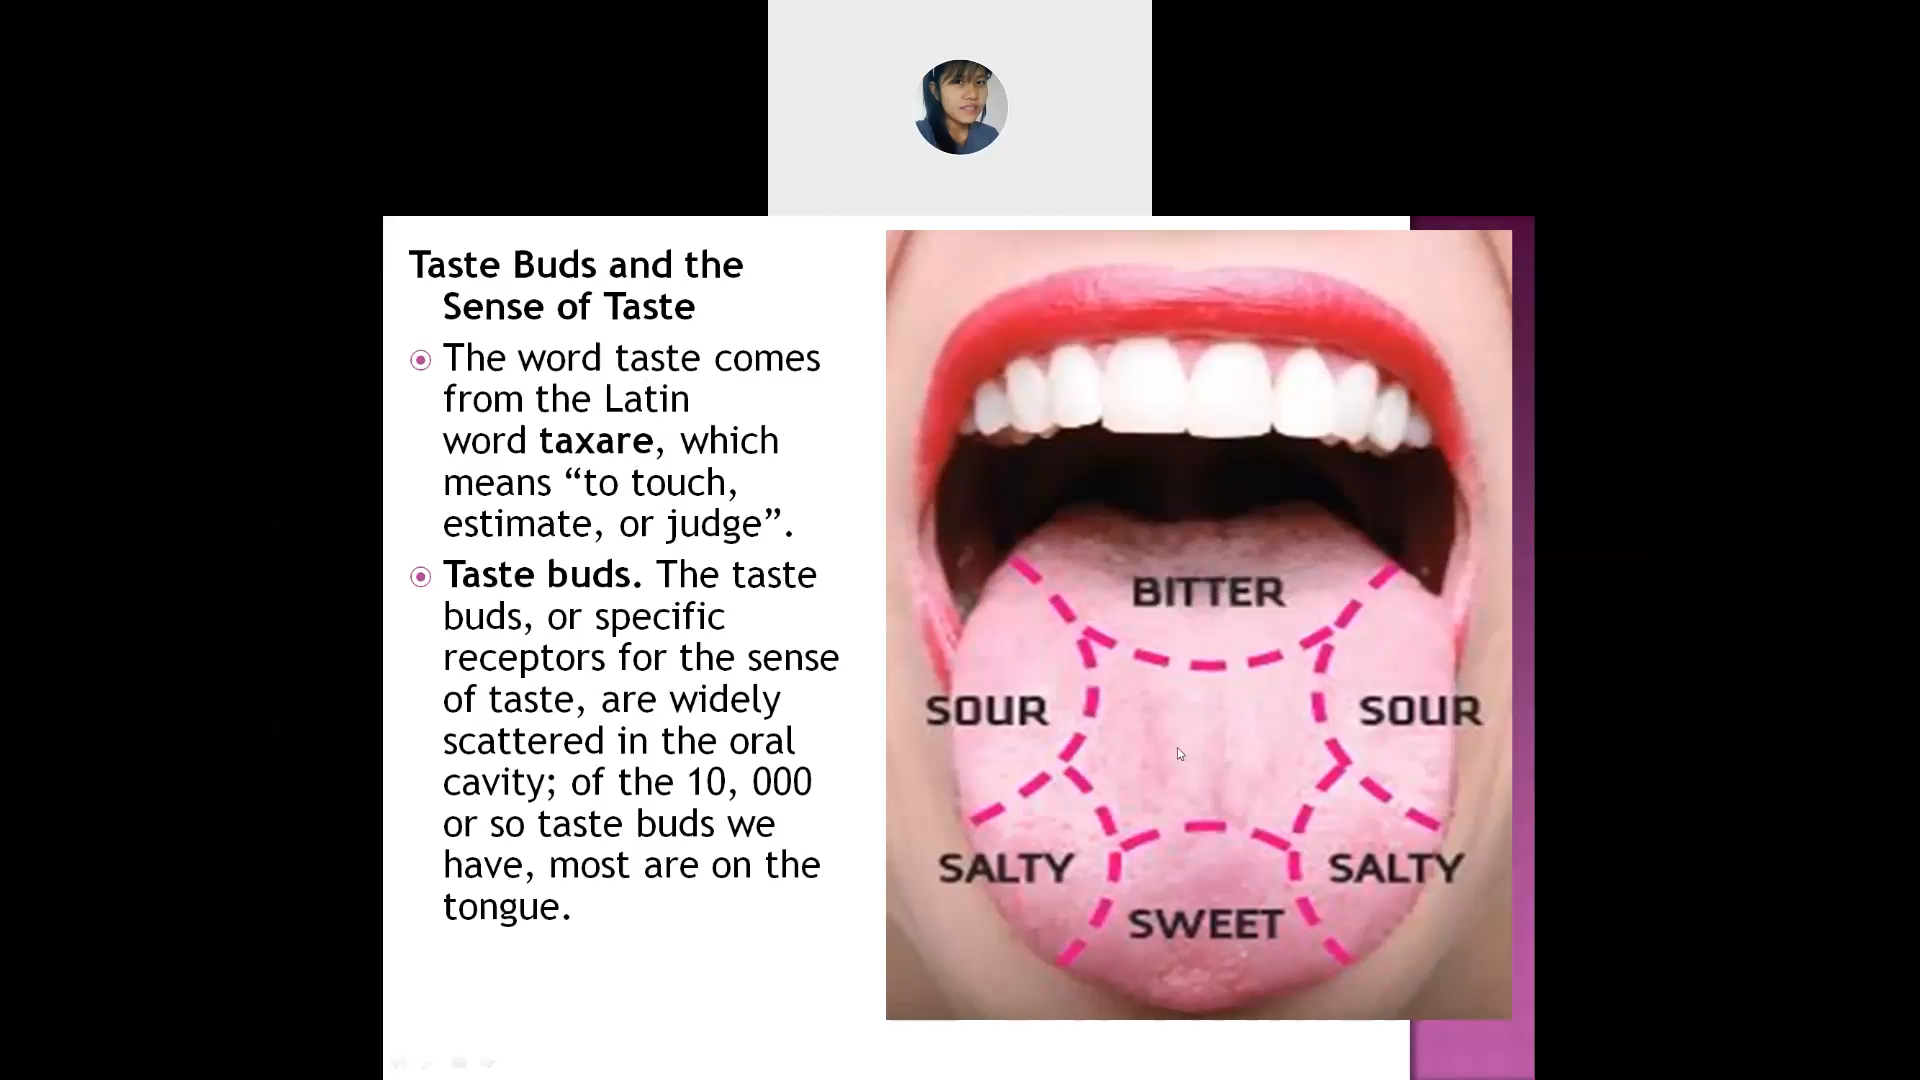 Taste Buds and the
Sense of Taste
The word taste comes
from the Latin
word taxare, which
means “to touch,
estimate, or judge”.
Taste buds. The taste
buds, or specific
receptors for the sense
of taste, are widely
scattered in the oral
cavity; of the 10, 000
or so taste buds we
have, most are on the
tongue.
BITTER
SOUR SOUR
SALTY SALTY
SWEET